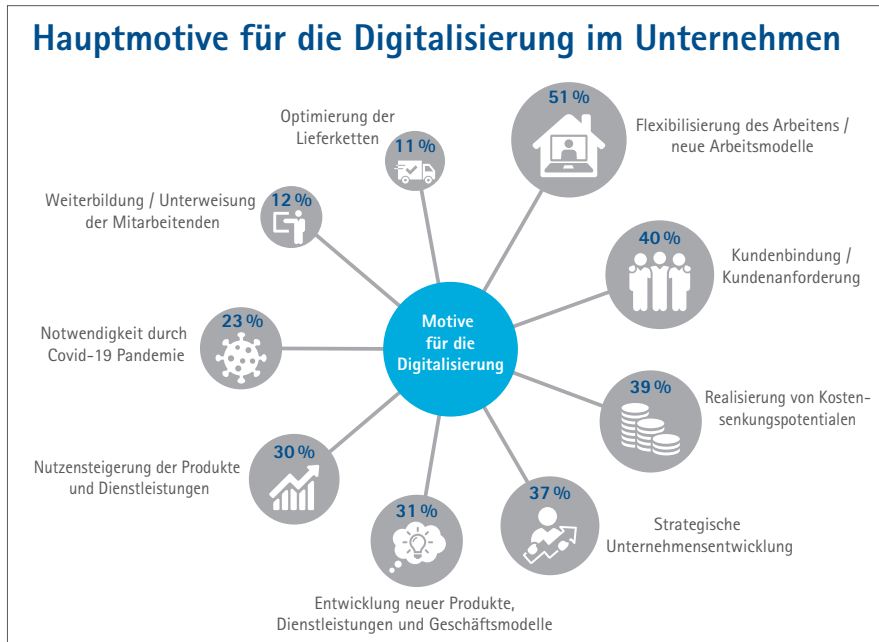 Hauptmotive für die Digitalisierung im Unternehmen
51 %
Flexibilisierung des Arbeitens /
neue Arbeitsmodelle
40 %
Kundenbindung /
Kundenanforderung
39 %
Realisierung von Kosten-
senkungspotentialen
37 %
Strategische
Unternehmensentwicklung
31 %
Entwicklung neuer Produkte,
Dienstleistungen und Geschäftsmodelle
30 %
Nutzensteigerung der Produkte
und Dienstleistungen
23 %
Notwendigkeit durch
Covid-19 Pandemie
12 %
Weiterbildung / Unterweisung
der Mitarbeitenden
11 %
Optimierung der
Lieferketten
Motive
für die
Digitalisierung